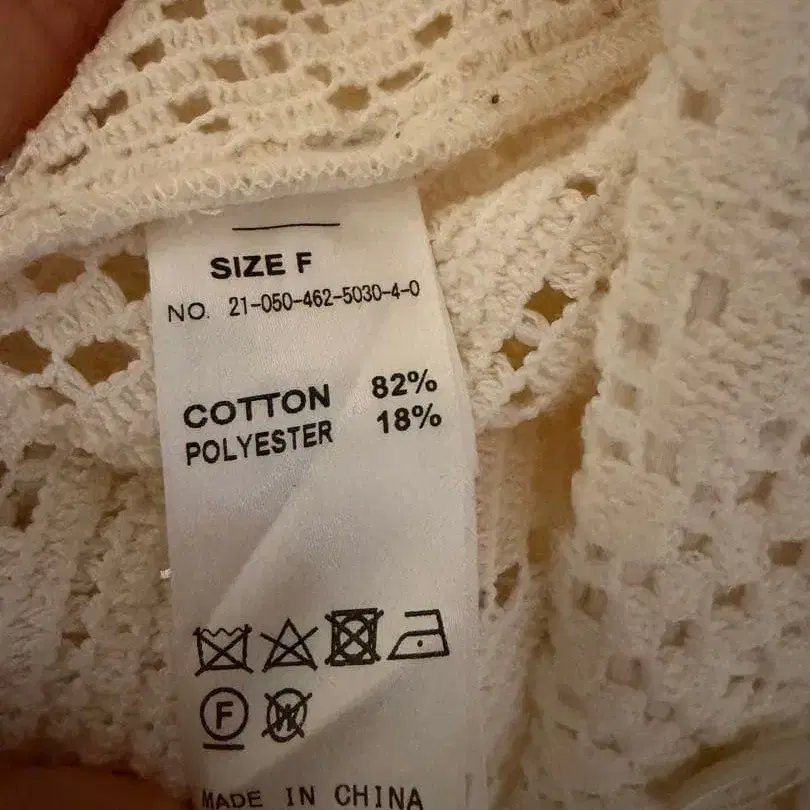 SIZE F
NO. 21-050-462-5030-4-0
COTTON 82%
POLYESTER 18%
F W
MADE IN CHINA